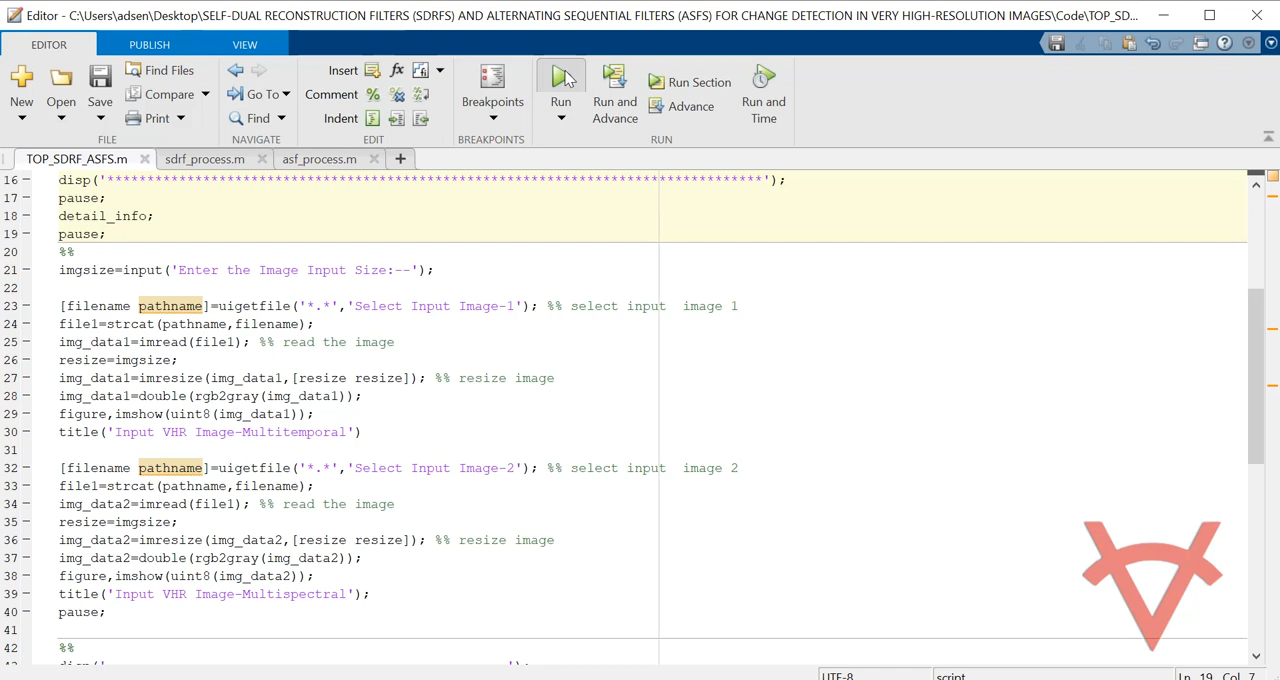 Editor - C:\Users\adsen\Desktop\SELF-DUAL RECONSTRUCTION FILTERS (SDRFS) AND ALTERNATING SEQUENTIAL FILTERS (ASFS) FOR CHANGE DETECTION IN VERY HIGH-RESOLUTION IMAGES\Code\TOP_SD...
EDITOR PUBLISH VIEW
New Open Save Find Files Compare Print
Go To Find
Insert fx Comment % Indent
Breakpoints
Run Run and Advance Run Section Advance Run and Time
FILE NAVIGATE EDIT BREAKPOINTS RUN
TOP_SDRF_ASFS.m sdrf_process.m asf_process.m +
16 – disp('**********************************************************************************');
17 – pause;
18 – detail_info;
19 – pause;
20 %%
21 – imgsize=input('Enter the Image Input Size:--');
22
23 – [filename pathname]=uigetfile('*.*','Select Input Image-1'); %% select input  image 1
24 – file1=strcat(pathname,filename);
25 – img_data1=imread(file1); %% read the image
26 – resize=imgsize;
27 – img_data1=imresize(img_data1,[resize resize]); %% resize image
28 – img_data1=double(rgb2gray(img_data1));
29 – figure,imshow(uint8(img_data1));
30 – title('Input VHR Image-Multitemporal')
31
32 – [filename pathname]=uigetfile('*.*','Select Input Image-2'); %% select input  image 2
33 – file1=strcat(pathname,filename);
34 – img_data2=imread(file1); %% read the image
35 – resize=imgsize;
36 – img_data2=imresize(img_data2,[resize resize]); %% resize image
37 – img_data2=double(rgb2gray(img_data2));
38 – figure,imshow(uint8(img_data2));
39 – title('Input VHR Image-Multispectral');
40 – pause;
41
42 %%
UTF-8 script Ln 19 Col 7